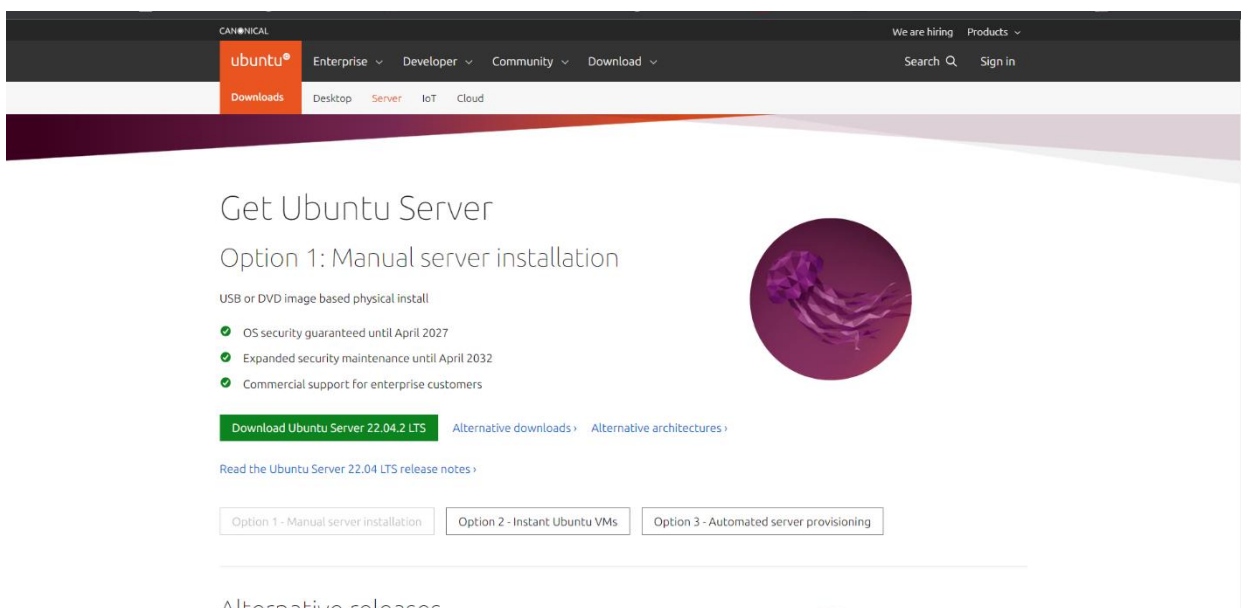 CANONICAL
We are hiring Products
ubuntu®
Enterprise Developer Community Download
Search Sign in
Downloads Desktop Server IoT Cloud
Get Ubuntu Server
Option 1: Manual server installation
USB or DVD image based physical install
OS security guaranteed until April 2027
Expanded security maintenance until April 2032
Commercial support for enterprise customers
Download Ubuntu Server 22.04.2 LTS Alternative downloads › Alternative architectures ›
Read the Ubuntu Server 22.04 LTS release notes ›
Option 1 - Manual server installation Option 2 - Instant Ubuntu VMs Option 3 - Automated server provisioning
Alternative releases